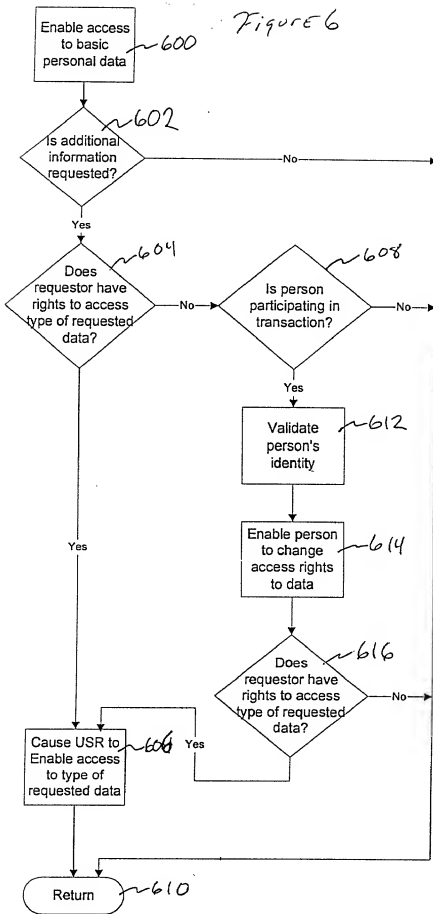 Figure 6
Enable access
to basic
personal data
600
602
Is additional
information
requested?
No
Yes
604
Does
requestor have
rights to access
type of requested
data?
No
608
Is person
participating in
transaction?
No
Yes
612
Validate
person's
identity
614
Enable person
to change
access rights
to data
Yes
616
Does
requestor have
rights to access
type of requested
data?
No
Yes
606
Cause USR to
Enable access
to type of
requested data
Return
610